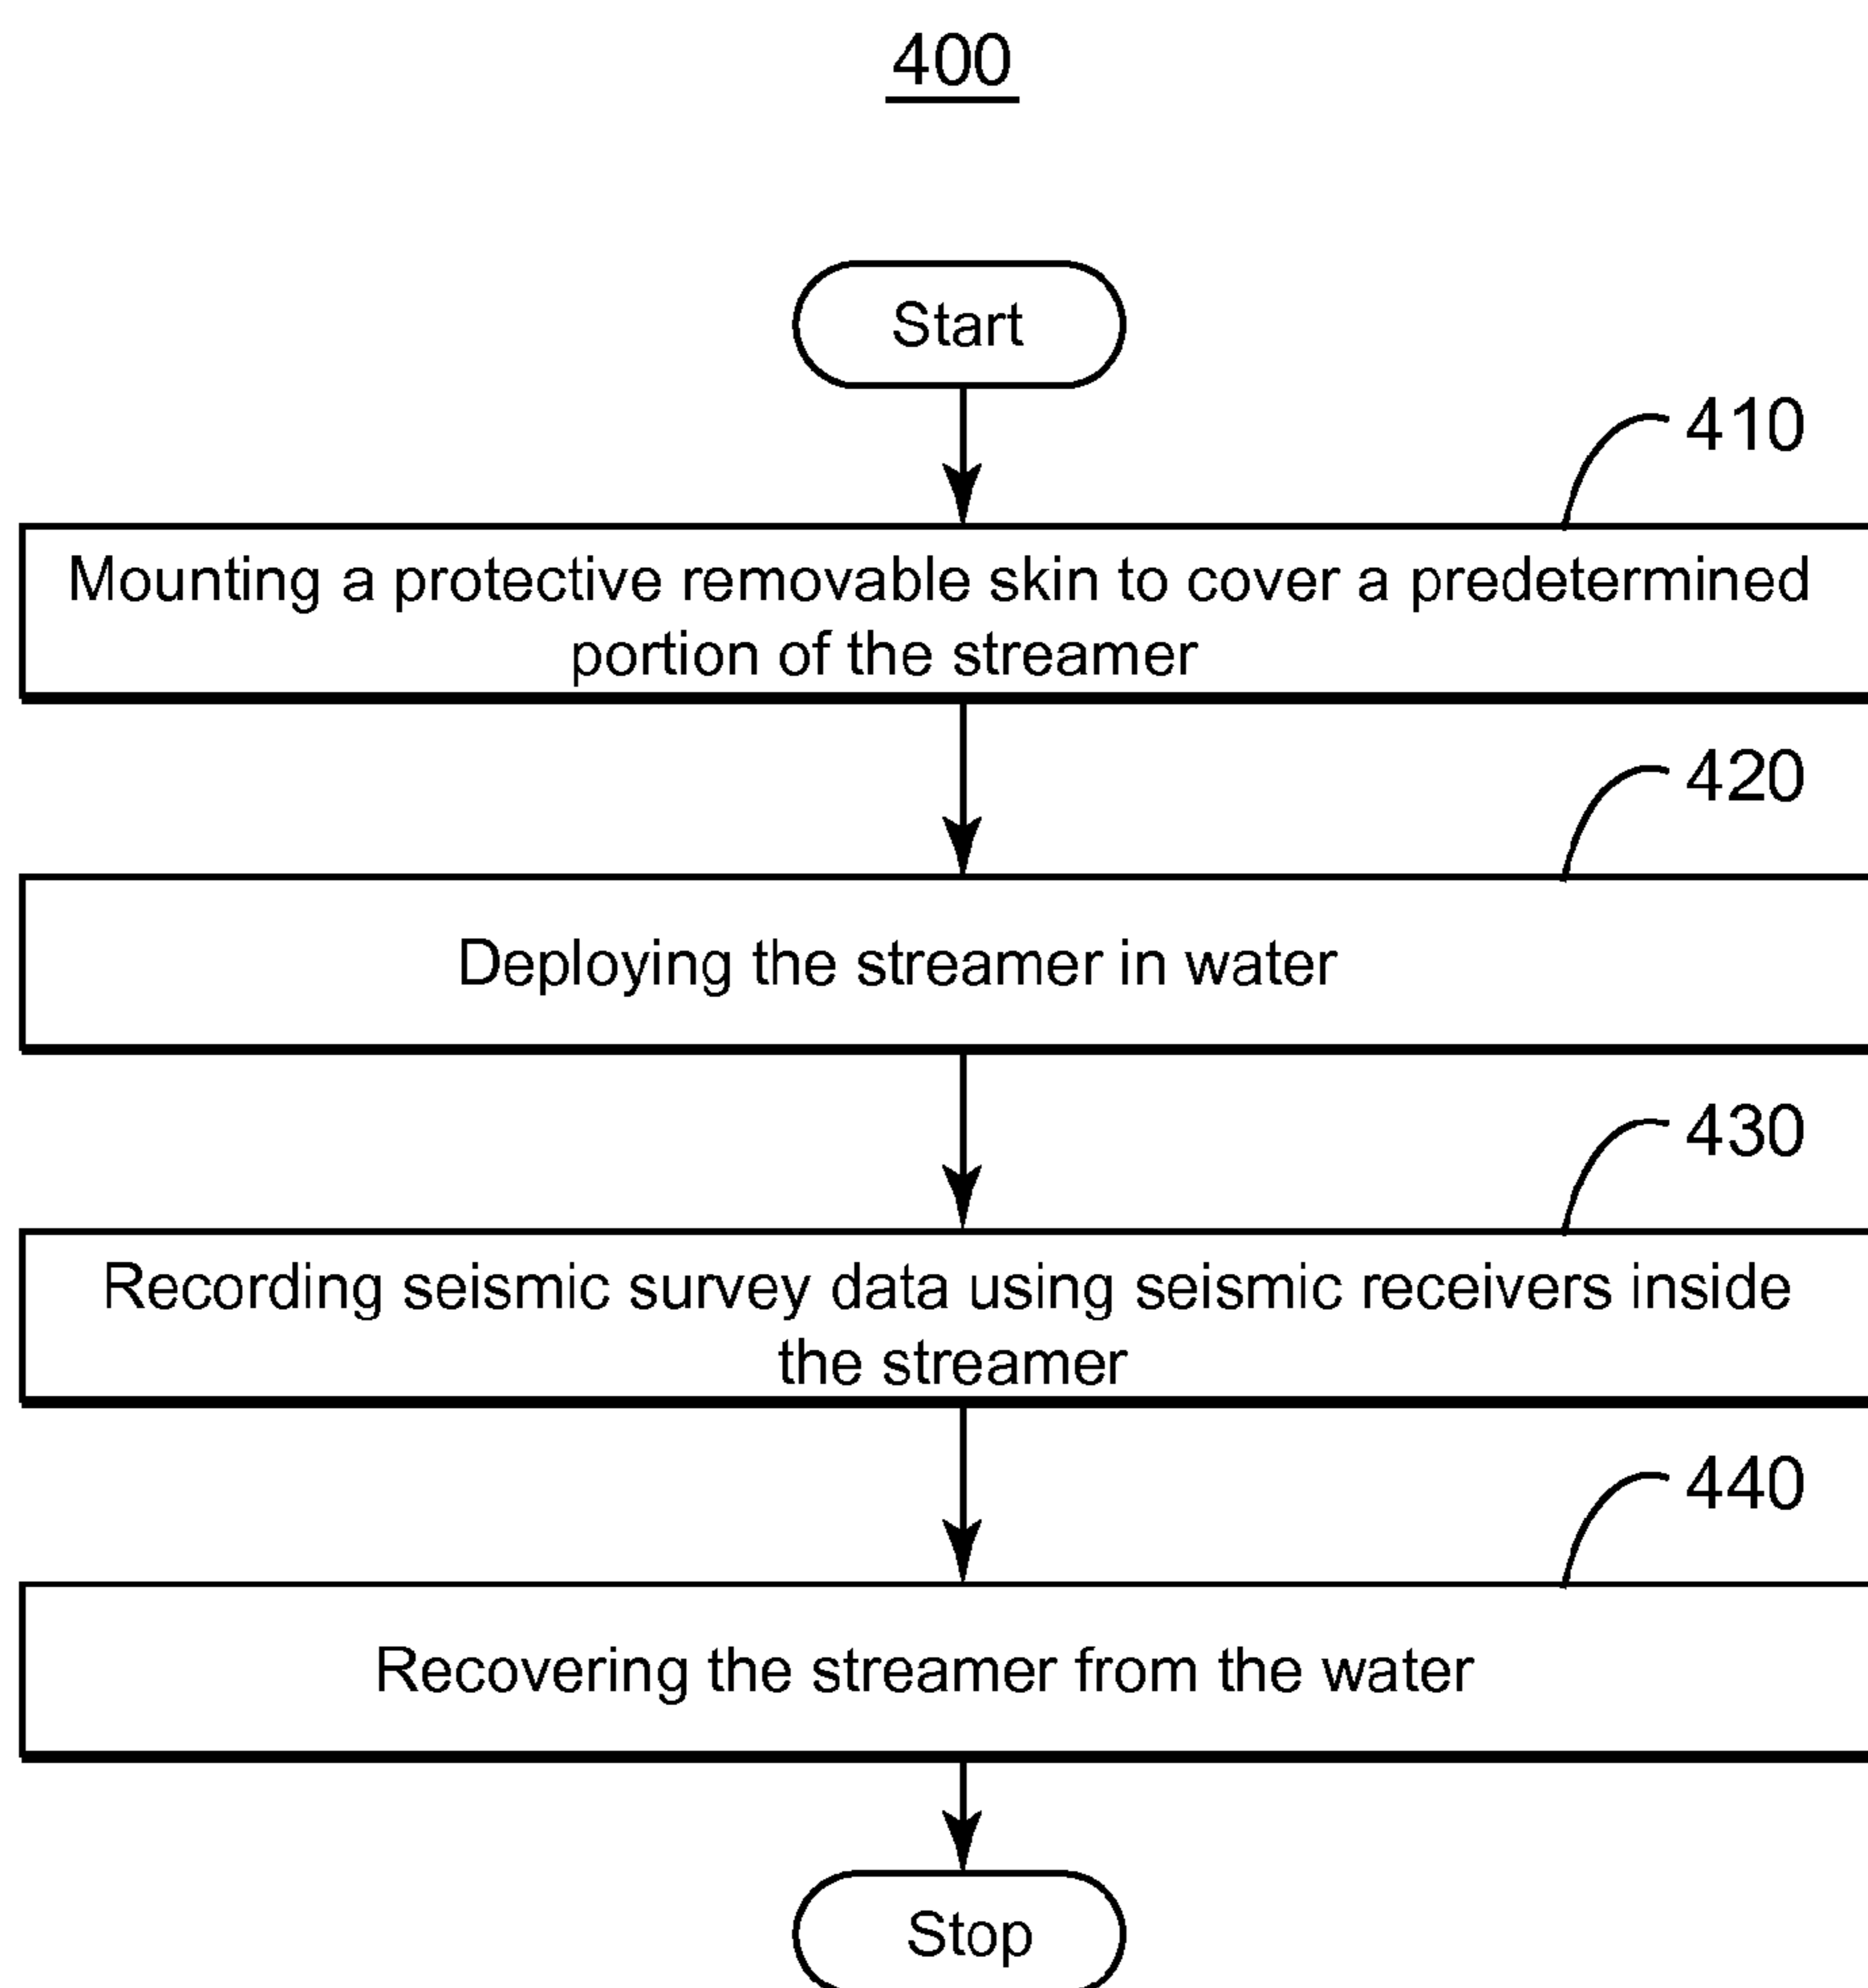 400
Start
410
Mounting a protective removable skin to cover a predetermined
portion of the streamer
420
Deploying the streamer in water
430
Recording seismic survey data using seismic receivers inside
the streamer
440
Recovering the streamer from the water
Stop